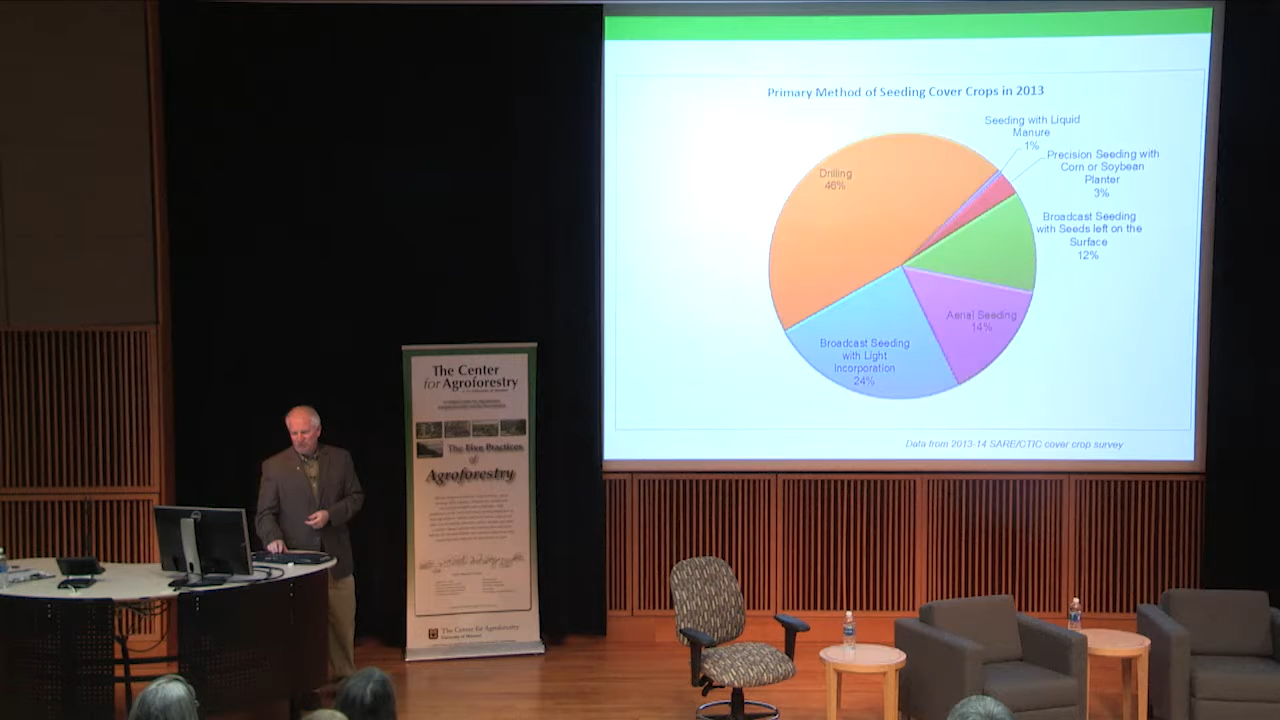 Primary Method of Seeding Cover Crops in 2013
Seeding with Liquid
Manure
1%
Precision Seeding with
Corn or Soybean
Planter
3%
Drilling
46%
Broadcast Seeding
with Seeds left on the
Surface
12%
Aerial Seeding
14%
Broadcast Seeding
with Light
Incorporation
24%
Data from 2013-14 SARE/CTIC cover crop survey
The Center
for Agroforestry
The Five Practices
of
Agroforestry
The Center for Agroforestry
University of Missouri